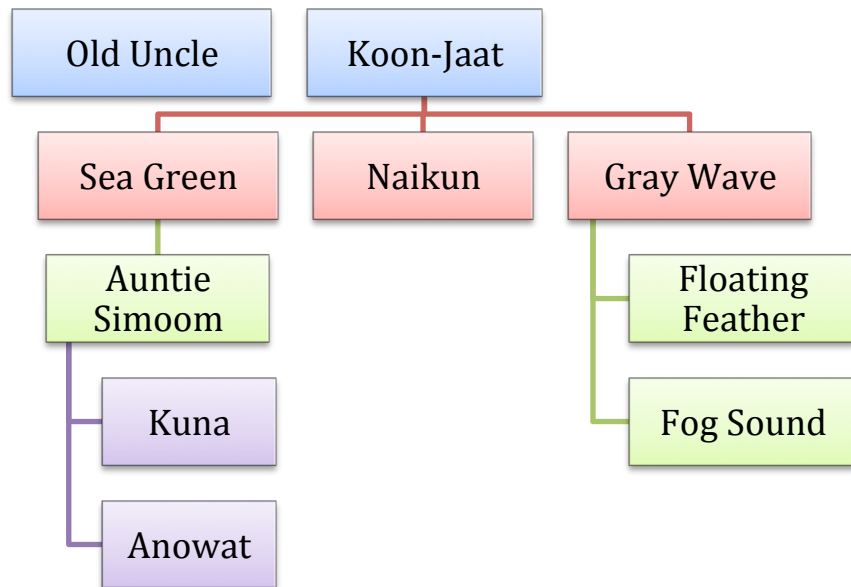 Old Uncle
Koon-Jaat
Sea Green
Naikun
Gray Wave
Auntie
Simoom
Floating
Feather
Kuna
Fog Sound
Anowat